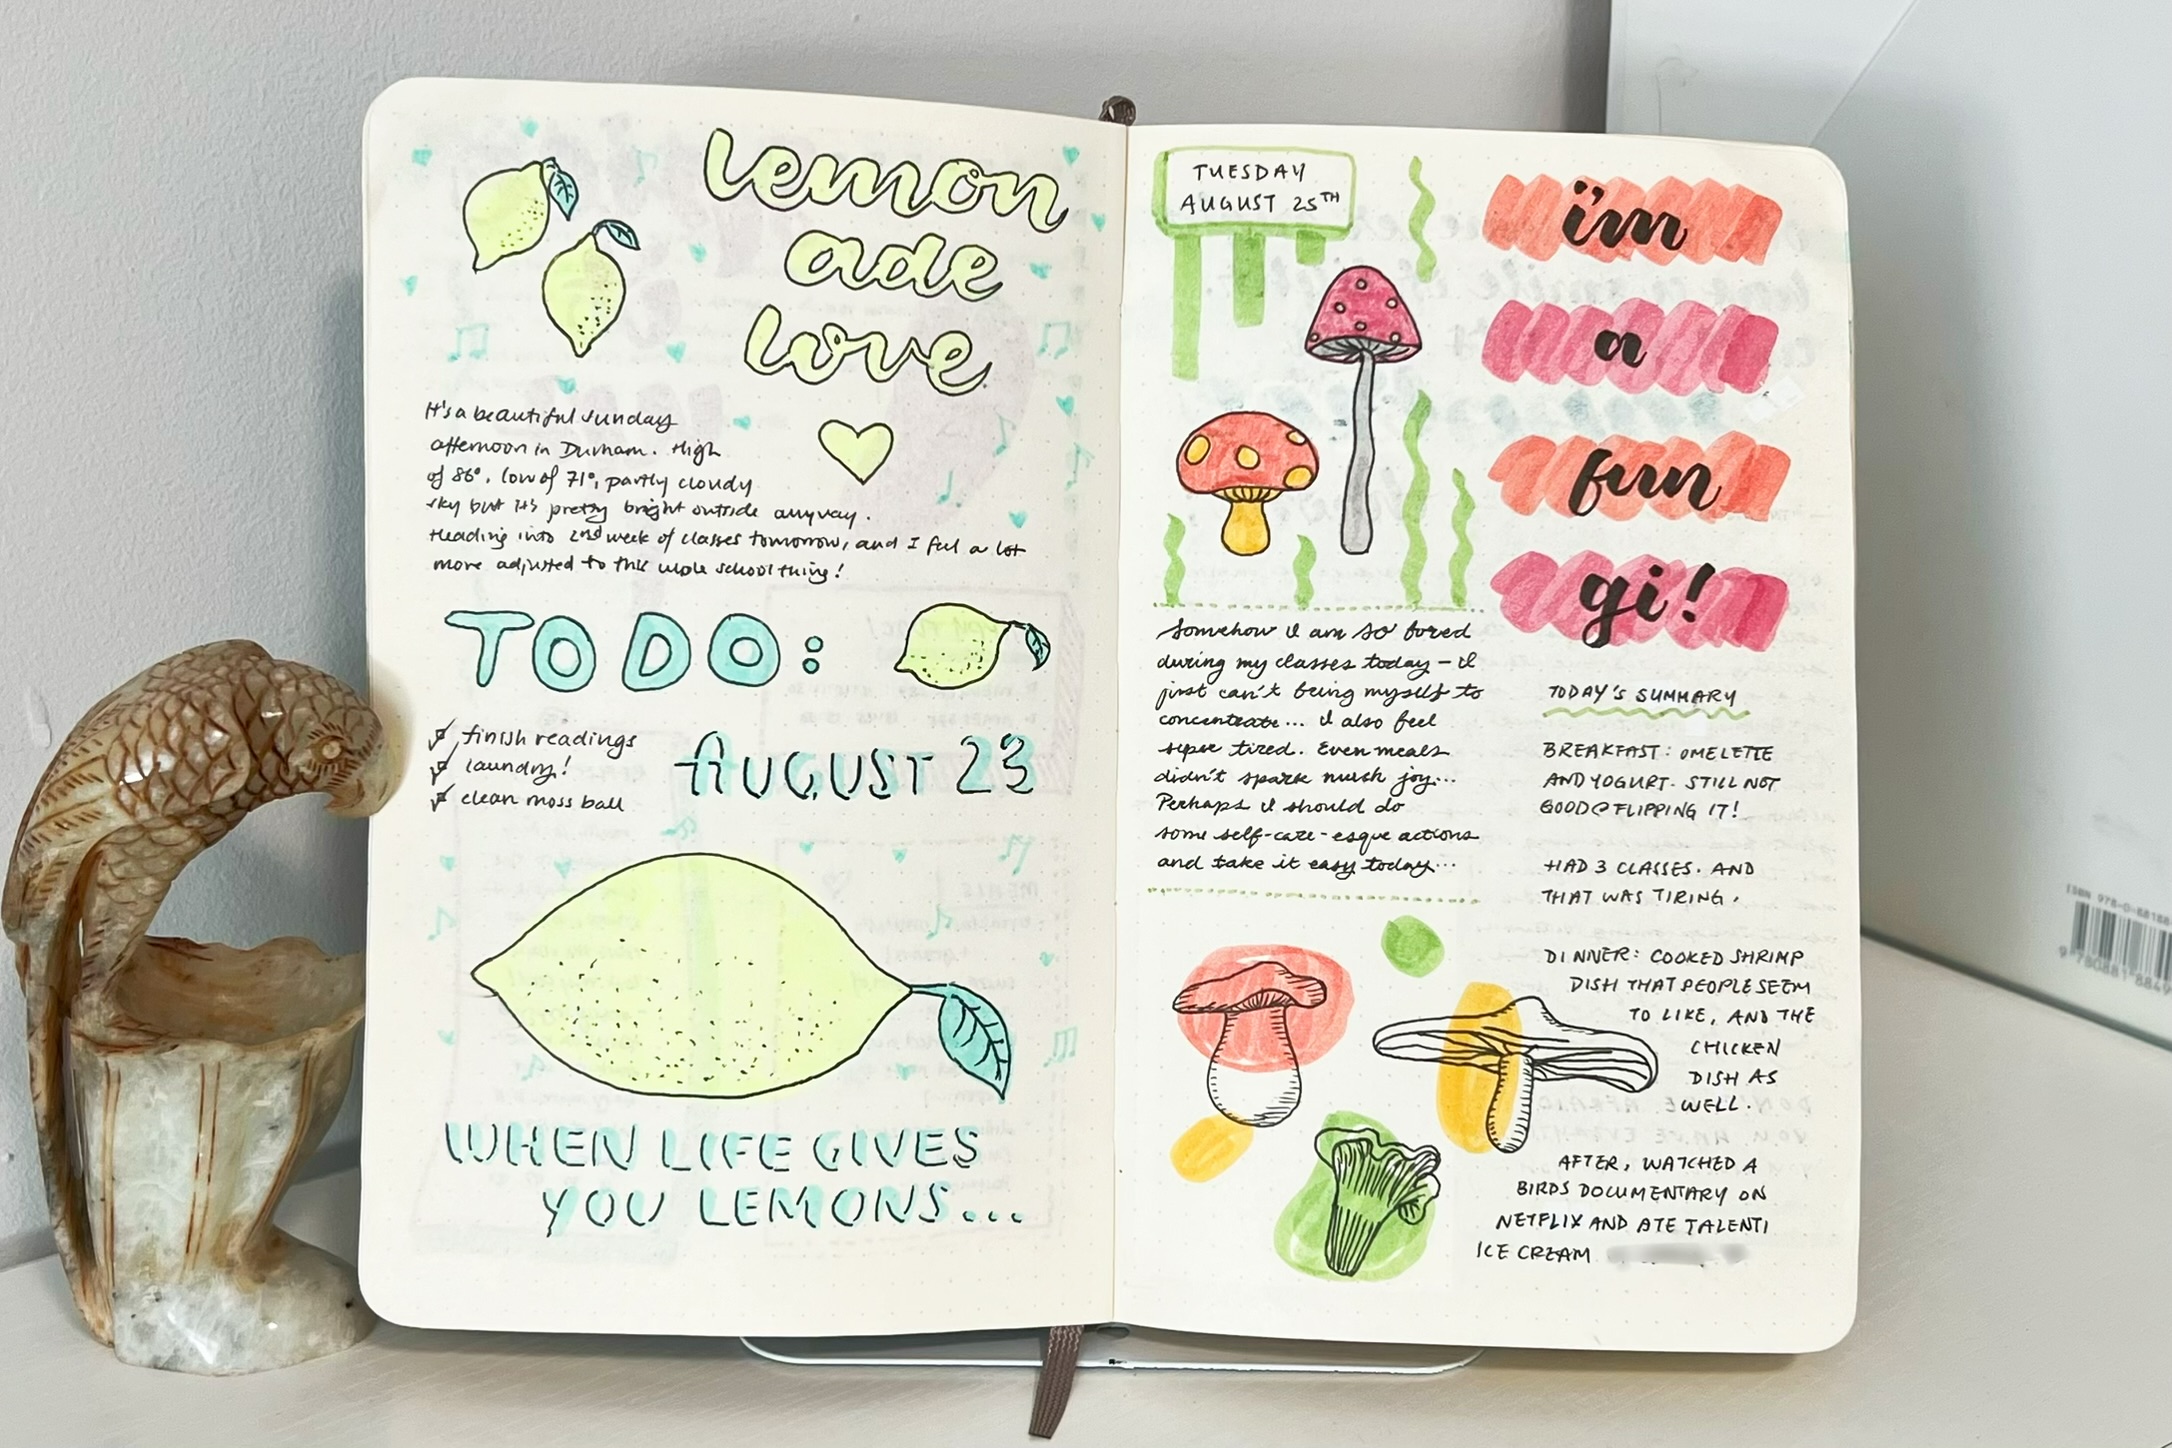 lemon
ade
love
It's a beautiful sunday
afternoon in Durham. High
of 86°, low of 71°, partly cloudy
sky but it's pretty bright outside anyway.
Heading into 2nd week of classes tomorrow, and I feel a lot
more adjusted to this whole school thing!
TO DO:
finish readings
laundry!
clean moss ball
AUGUST 23
WHEN LIFE GIVES
YOU LEMONS...
TUESDAY
AUGUST 25TH
i'm
a
fun
gi!
Somehow I am so bored
during my classes today – I
just can't bring myself to
concentrate... I also feel
super tired. Even meals
didn't spark much joy...
Perhaps I should do
some self-care-esque actions
and take it easy today...
TODAY'S SUMMARY
BREAKFAST: OMELETTE
AND YOGURT. STILL NOT
GOOD @ FLIPPING IT!
HAD 3 CLASSES. AND
THAT WAS TIRING.
DINNER: COOKED SHRIMP
DISH THAT PEOPLE SEEM
TO LIKE, AND THE
CHICKEN
DISH AS
WELL.
AFTER, WATCHED A
BIRDS DOCUMENTARY ON
NETFLIX AND ATE TALENTI
ICE CREAM